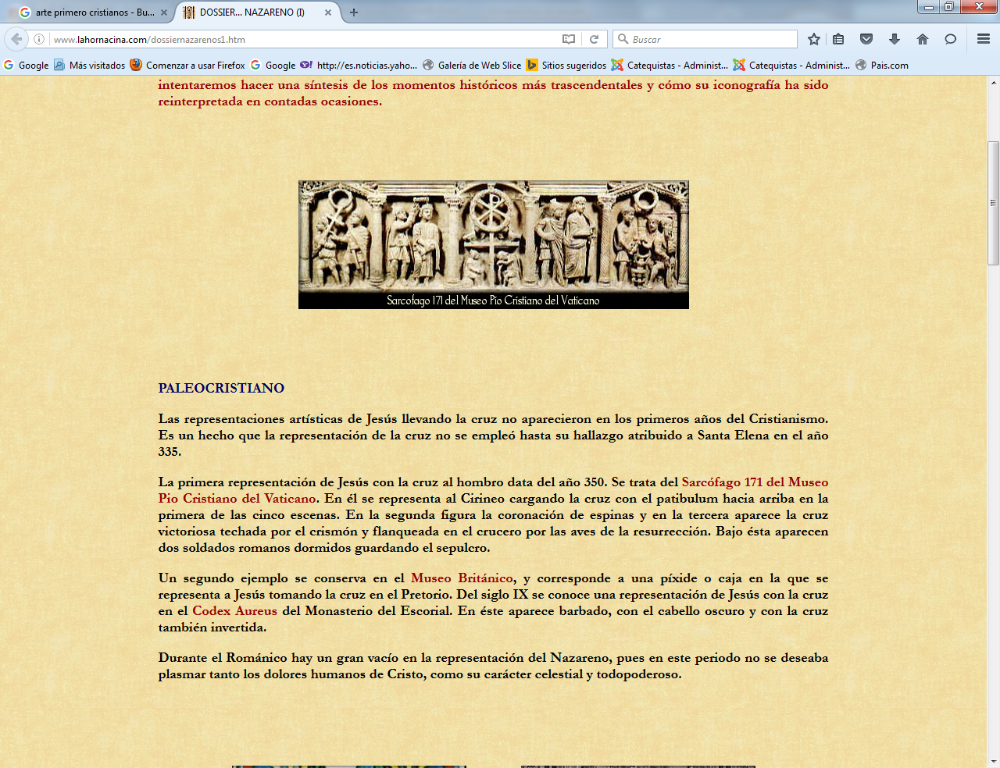 arte primero cristianos - Bu...
DOSSIER... NAZARENO (I)
www.lahornacina.com/dossiernazarenos1.htm
Buscar
Google
Más visitados
Comenzar a usar Firefox
Google
http://es.noticias.yaho...
Galería de Web Slice
Sitios sugeridos
Catequistas - Administ...
Catequistas - Administ...
Pais.com
intentaremos hacer una síntesis de los momentos históricos más trascendentales y cómo su iconografía ha sido
reinterpretada en contadas ocasiones.
Sarcofago 171 del Museo Pio Cristiano del Vaticano
PALEOCRISTIANO
Las representaciones artísticas de Jesús llevando la cruz no aparecieron en los primeros años del Cristianismo.
Es un hecho que la representación de la cruz no se empleó hasta su hallazgo atribuido a Santa Elena en el año
335.
La primera representación de Jesús con la cruz al hombro data del año 350. Se trata del Sarcófago 171 del Museo
Pio Cristiano del Vaticano. En él se representa al Cirineo cargando la cruz con el patibulum hacia arriba en la
primera de las cinco escenas. En la segunda figura la coronación de espinas y en la tercera aparece la cruz
victoriosa techada por el crismón y flanqueada en el crucero por las aves de la resurrección. Bajo ésta aparecen
dos soldados romanos dormidos guardando el sepulcro.
Un segundo ejemplo se conserva en el Museo Británico, y corresponde a una píxide o caja en la que se
representa a Jesús tomando la cruz en el Pretorio. Del siglo IX se conoce una representación de Jesús con la cruz
en el Codex Aureus del Monasterio del Escorial. En éste aparece barbado, con el cabello oscuro y con la cruz
también invertida.
Durante el Románico hay un gran vacío en la representación del Nazareno, pues en este periodo no se deseaba
plasmar tanto los dolores humanos de Cristo, como su carácter celestial y todopoderoso.